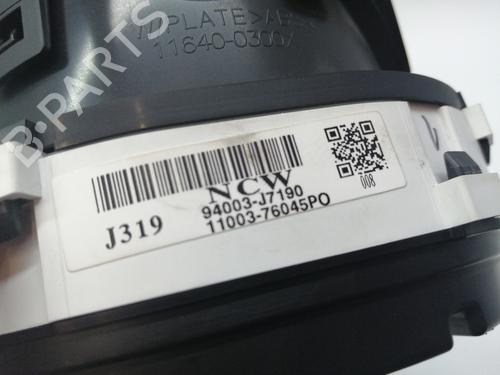 PLATE>AB
11640-0300
NCW
94003-J7190
J319
11003-76045PO
008
B-PARTS